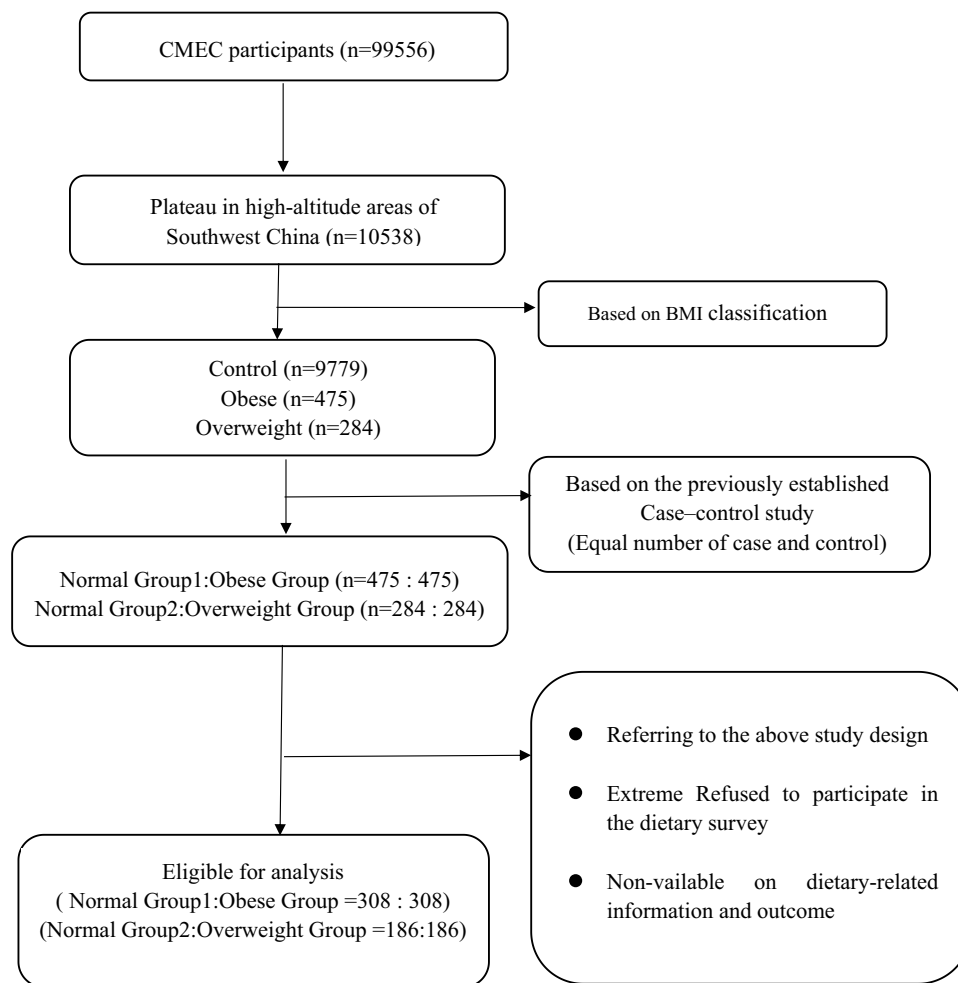 CMEC participants (n=99556)
Plateau in high-altitude areas of
Southwest China (n=10538)
Based on BMI classification
Control (n=9779)
Obese (n=475)
Overweight (n=284)
Based on the previously established
Case–control study
(Equal number of case and control)
Normal Group1:Obese Group (n=475 : 475)
Normal Group2:Overweight Group (n=284 : 284)
● Referring to the above study design
● Extreme Refused to participate in
the dietary survey
● Non-vailable on dietary-related
information and outcome
Eligible for analysis
( Normal Group1:Obese Group =308 : 308)
(Normal Group2:Overweight Group =186:186)